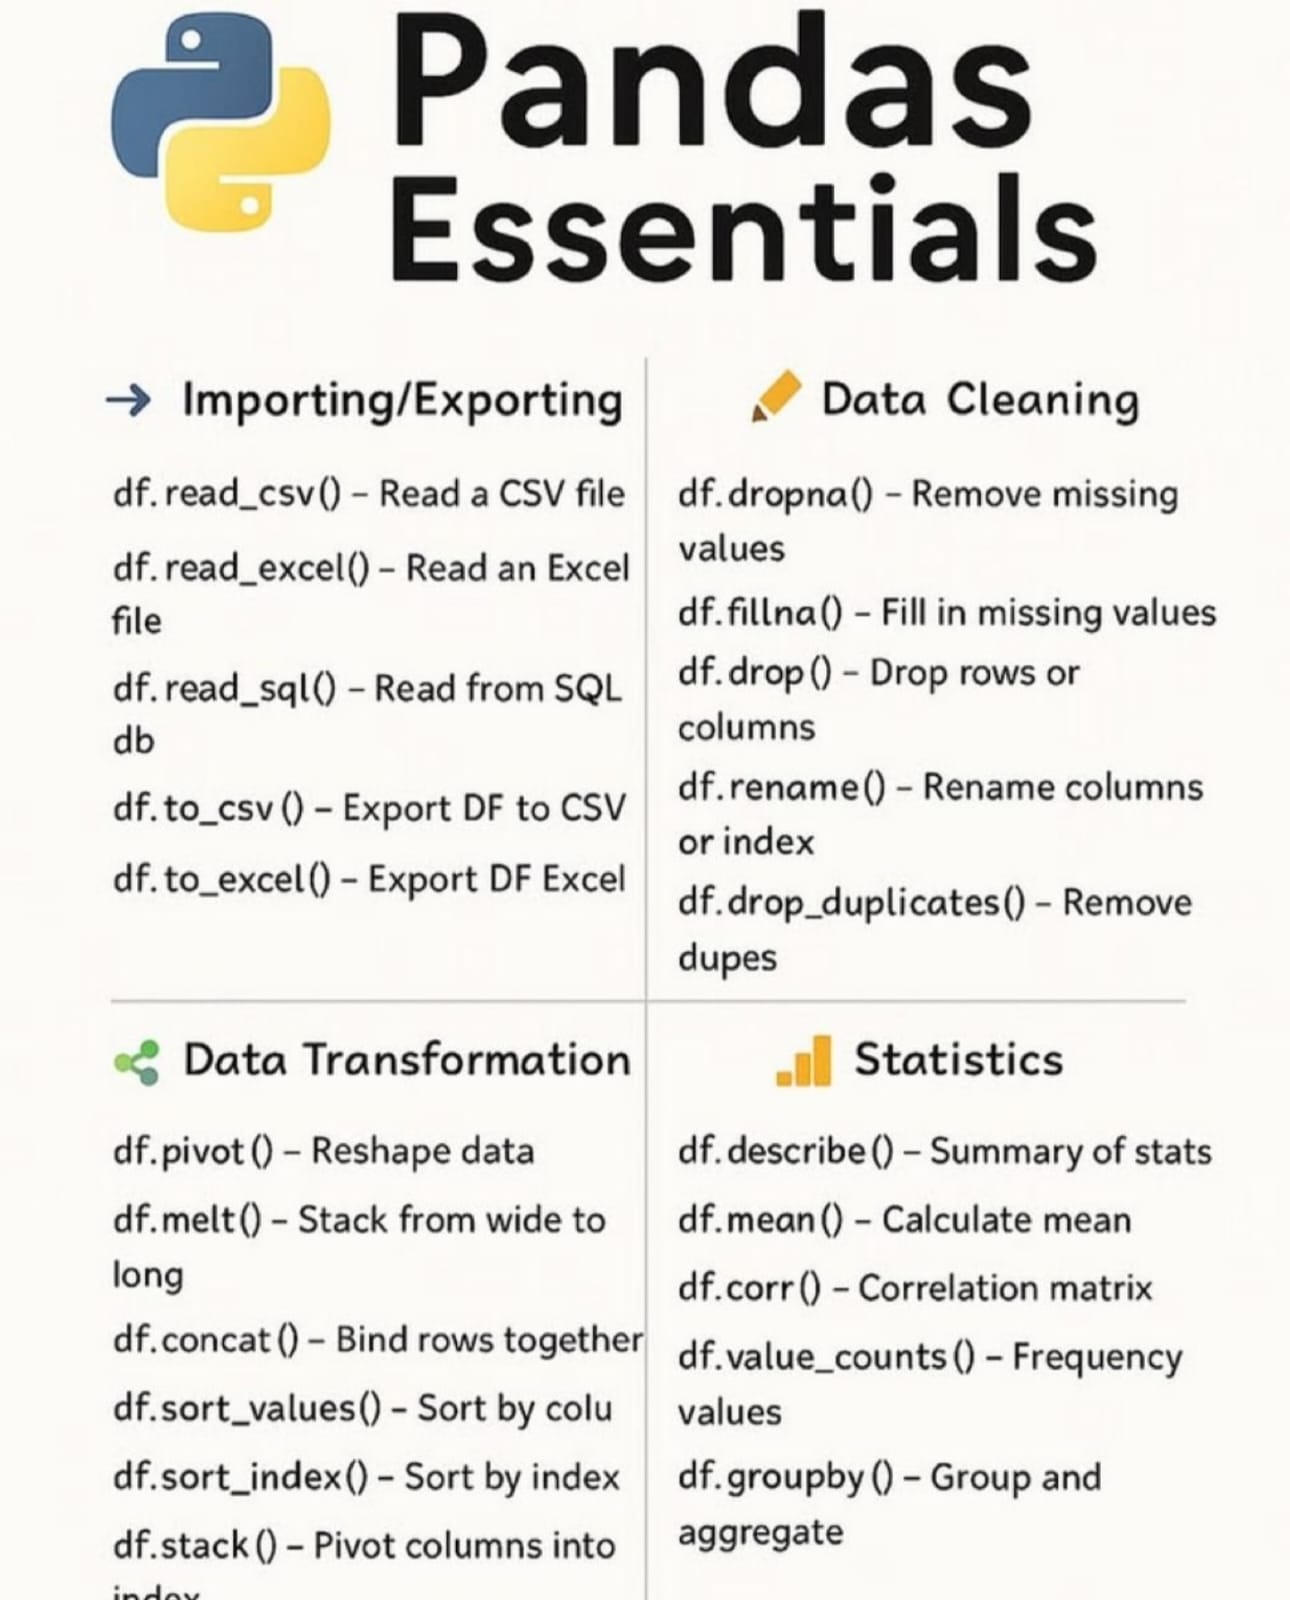 Pandas
Essentials
Importing/Exporting
df.read_csv() – Read a CSV file
df.read_excel() – Read an Excel
file
df.read_sql() – Read from SQL
db
df.to_csv() – Export DF to CSV
df.to_excel() – Export DF Excel
Data Cleaning
df.dropna() – Remove missing
values
df.fillna() – Fill in missing values
df.drop() – Drop rows or
columns
df.rename() – Rename columns
or index
df.drop_duplicates() – Remove
dupes
Data Transformation
df.pivot() – Reshape data
df.melt() – Stack from wide to
long
df.concat() – Bind rows together
df.sort_values() – Sort by colu
df.sort_index() – Sort by index
df.stack() – Pivot columns into
index
Statistics
df.describe() – Summary of stats
df.mean() – Calculate mean
df.corr() – Correlation matrix
df.value_counts() – Frequency
values
df.groupby() – Group and
aggregate